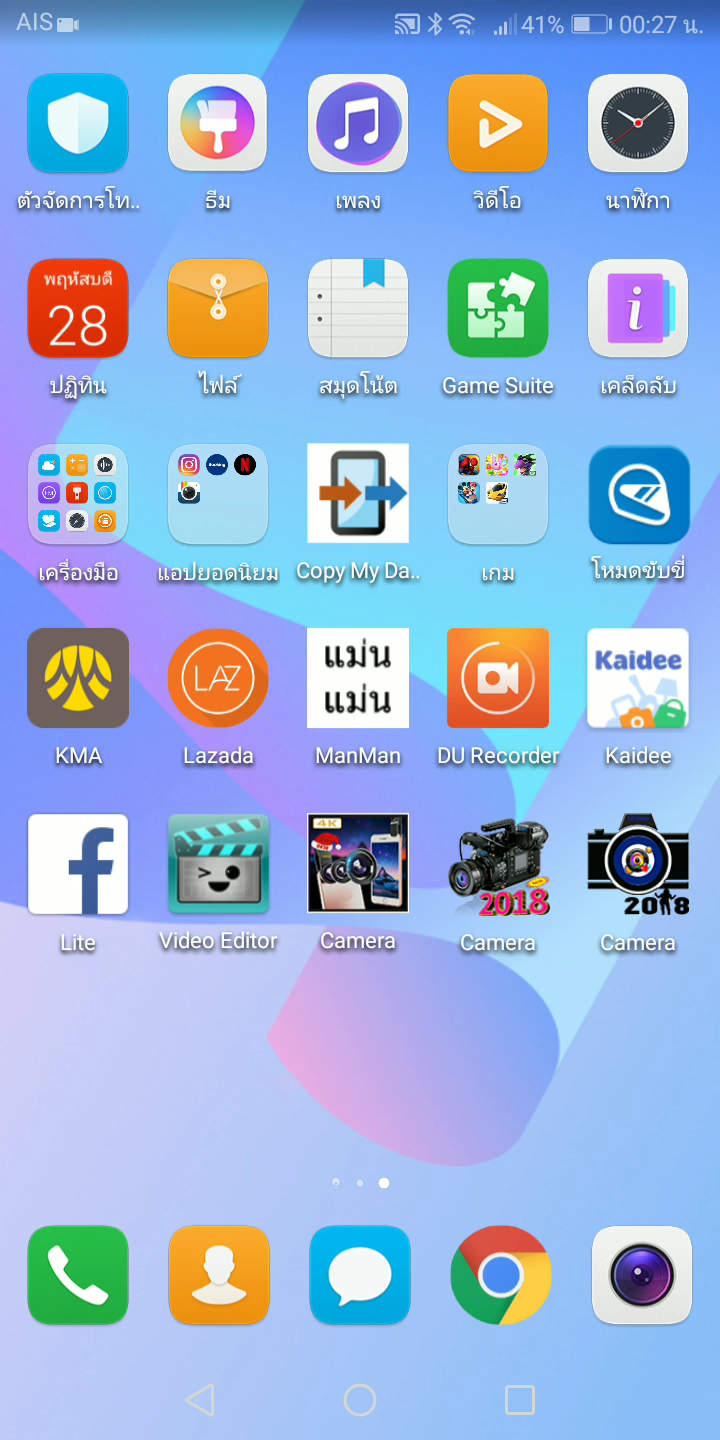 AIS 41% 00:27 น.
ตัวจัดการโท..
ธีม
เพลง
วิดีโอ
นาฬิกา
พฤหัสบดี
28
ปฏิทิน
ไฟล์
สมุดโน้ต
Game Suite
เคล็ดลับ
เครื่องมือ
แอปยอดนิยม
Copy My Da..
เกม
โหมดขับขี่
LAZ
แม่น
แม่น
Kaidee
KMA
Lazada
ManMan
DU Recorder
Kaidee
4K
2018
2018
Lite
Video Editor
Camera
Camera
Camera